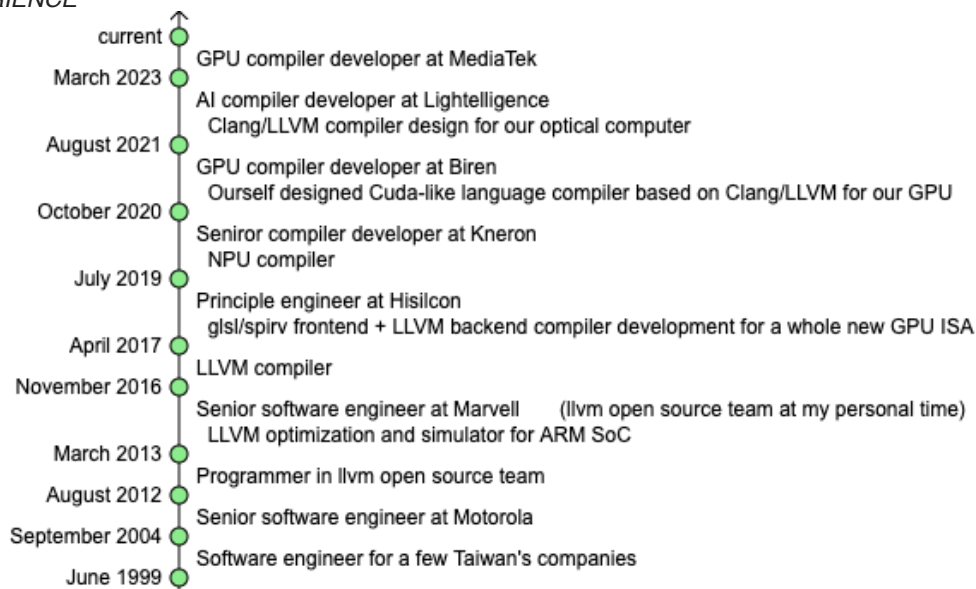 current
GPU compiler developer at MediaTek
March 2023
AI compiler developer at Lightelligence
Clang/LLVM compiler design for our optical computer
August 2021
GPU compiler developer at Biren
Ourself designed Cuda-like language compiler based on Clang/LLVM for our GPU
October 2020
Seniror compiler developer at Kneron
NPU compiler
July 2019
Principle engineer at Hisilcon
glsl/spirv frontend + LLVM backend compiler development for a whole new GPU ISA
April 2017
LLVM compiler
November 2016
Senior software engineer at Marvell (llvm open source team at my personal time)
LLVM optimization and simulator for ARM SoC
March 2013
Programmer in llvm open source team
August 2012
Senior software engineer at Motorola
September 2004
Software engineer for a few Taiwan's companies
June 1999